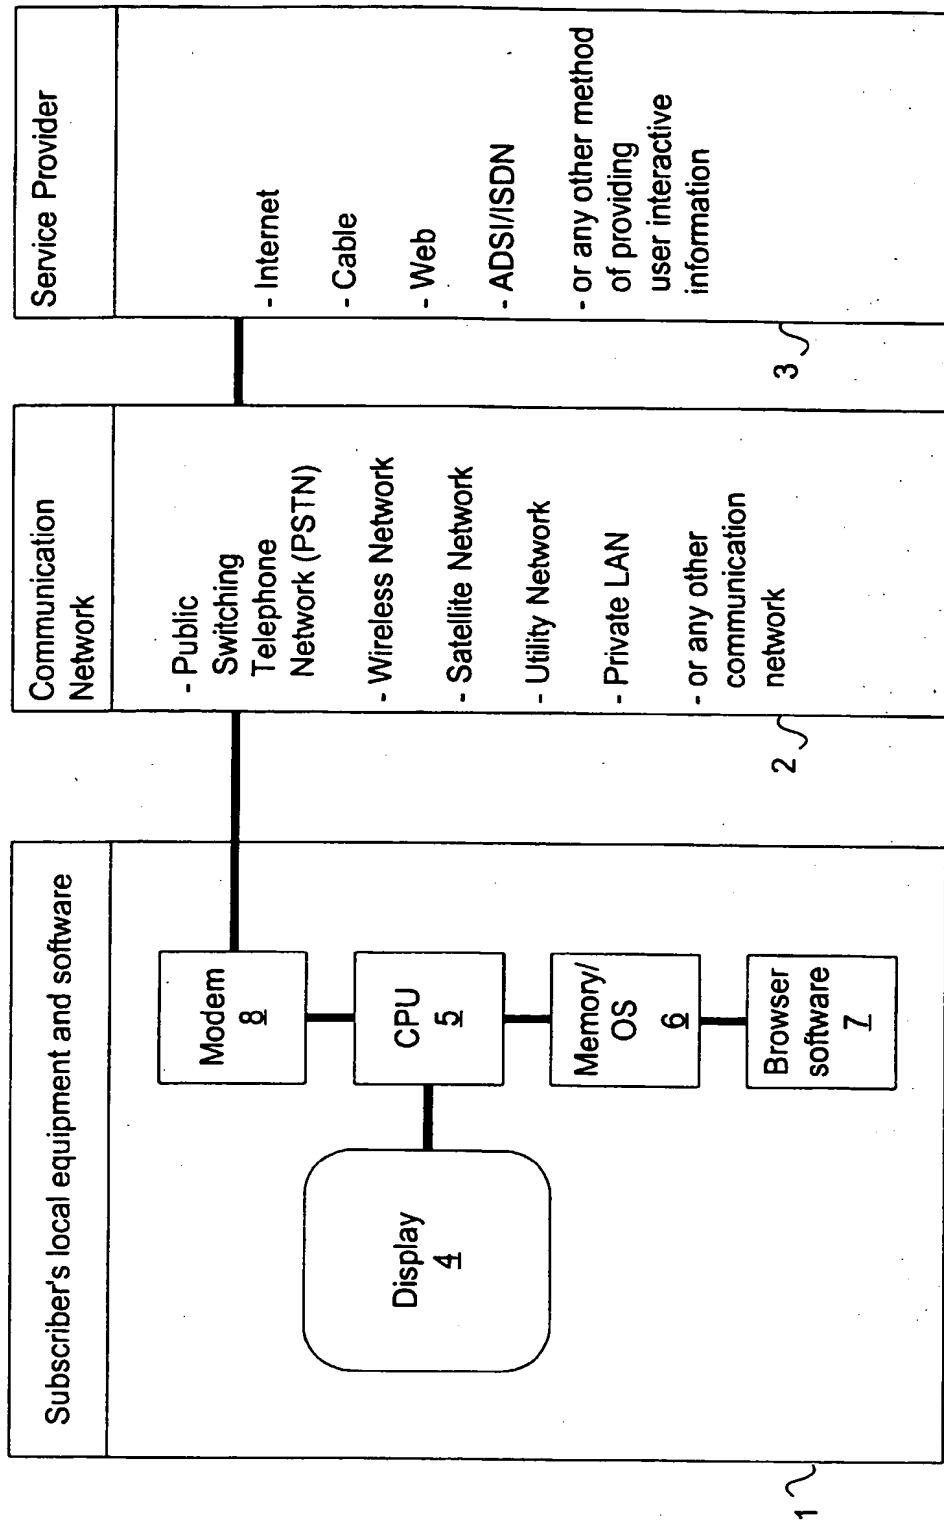 Subscriber's local equipment and software
Modem
8
CPU
5
Memory/
OS
6
Browser
software
7
Display
4
1
Communication
Network
- Public
Switching
Telephone
Network (PSTN)
- Wireless Network
- Satellite Network
- Utility Network
- Private LAN
- or any other
communication
network
2
Service Provider
- Internet
- Cable
- Web
- ADSI/ISDN
- or any other method
of providing
user interactive
information
3